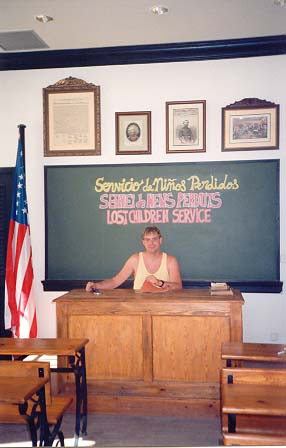 Servicio de Niños Perdidos
SERVEI de NENS PERDUTS
LOST CHILDREN SERVICE